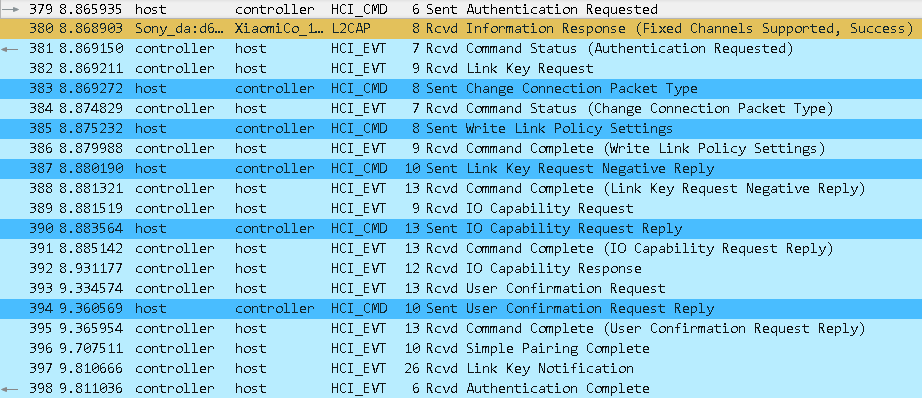 379 8.865935 host controller HCI_CMD 6 Sent Authentication Requested
380 8.868903 Sony_da:d6… XiaomiCo_1… L2CAP 8 Rcvd Information Response (Fixed Channels Supported, Success)
381 8.869150 controller host HCI_EVT 7 Rcvd Command Status (Authentication Requested)
382 8.869211 controller host HCI_EVT 9 Rcvd Link Key Request
383 8.869272 host controller HCI_CMD 8 Sent Change Connection Packet Type
384 8.874829 controller host HCI_EVT 7 Rcvd Command Status (Change Connection Packet Type)
385 8.875232 host controller HCI_CMD 8 Sent Write Link Policy Settings
386 8.879988 controller host HCI_EVT 9 Rcvd Command Complete (Write Link Policy Settings)
387 8.880190 host controller HCI_CMD 10 Sent Link Key Request Negative Reply
388 8.881321 controller host HCI_EVT 13 Rcvd Command Complete (Link Key Request Negative Reply)
389 8.881519 controller host HCI_EVT 9 Rcvd IO Capability Request
390 8.883564 host controller HCI_CMD 13 Sent IO Capability Request Reply
391 8.885142 controller host HCI_EVT 13 Rcvd Command Complete (IO Capability Request Reply)
392 8.931177 controller host HCI_EVT 12 Rcvd IO Capability Response
393 9.334574 controller host HCI_EVT 13 Rcvd User Confirmation Request
394 9.360569 host controller HCI_CMD 10 Sent User Confirmation Request Reply
395 9.365954 controller host HCI_EVT 13 Rcvd Command Complete (User Confirmation Request Reply)
396 9.707511 controller host HCI_EVT 10 Rcvd Simple Pairing Complete
397 9.810666 controller host HCI_EVT 26 Rcvd Link Key Notification
398 9.811036 controller host HCI_EVT 6 Rcvd Authentication Complete